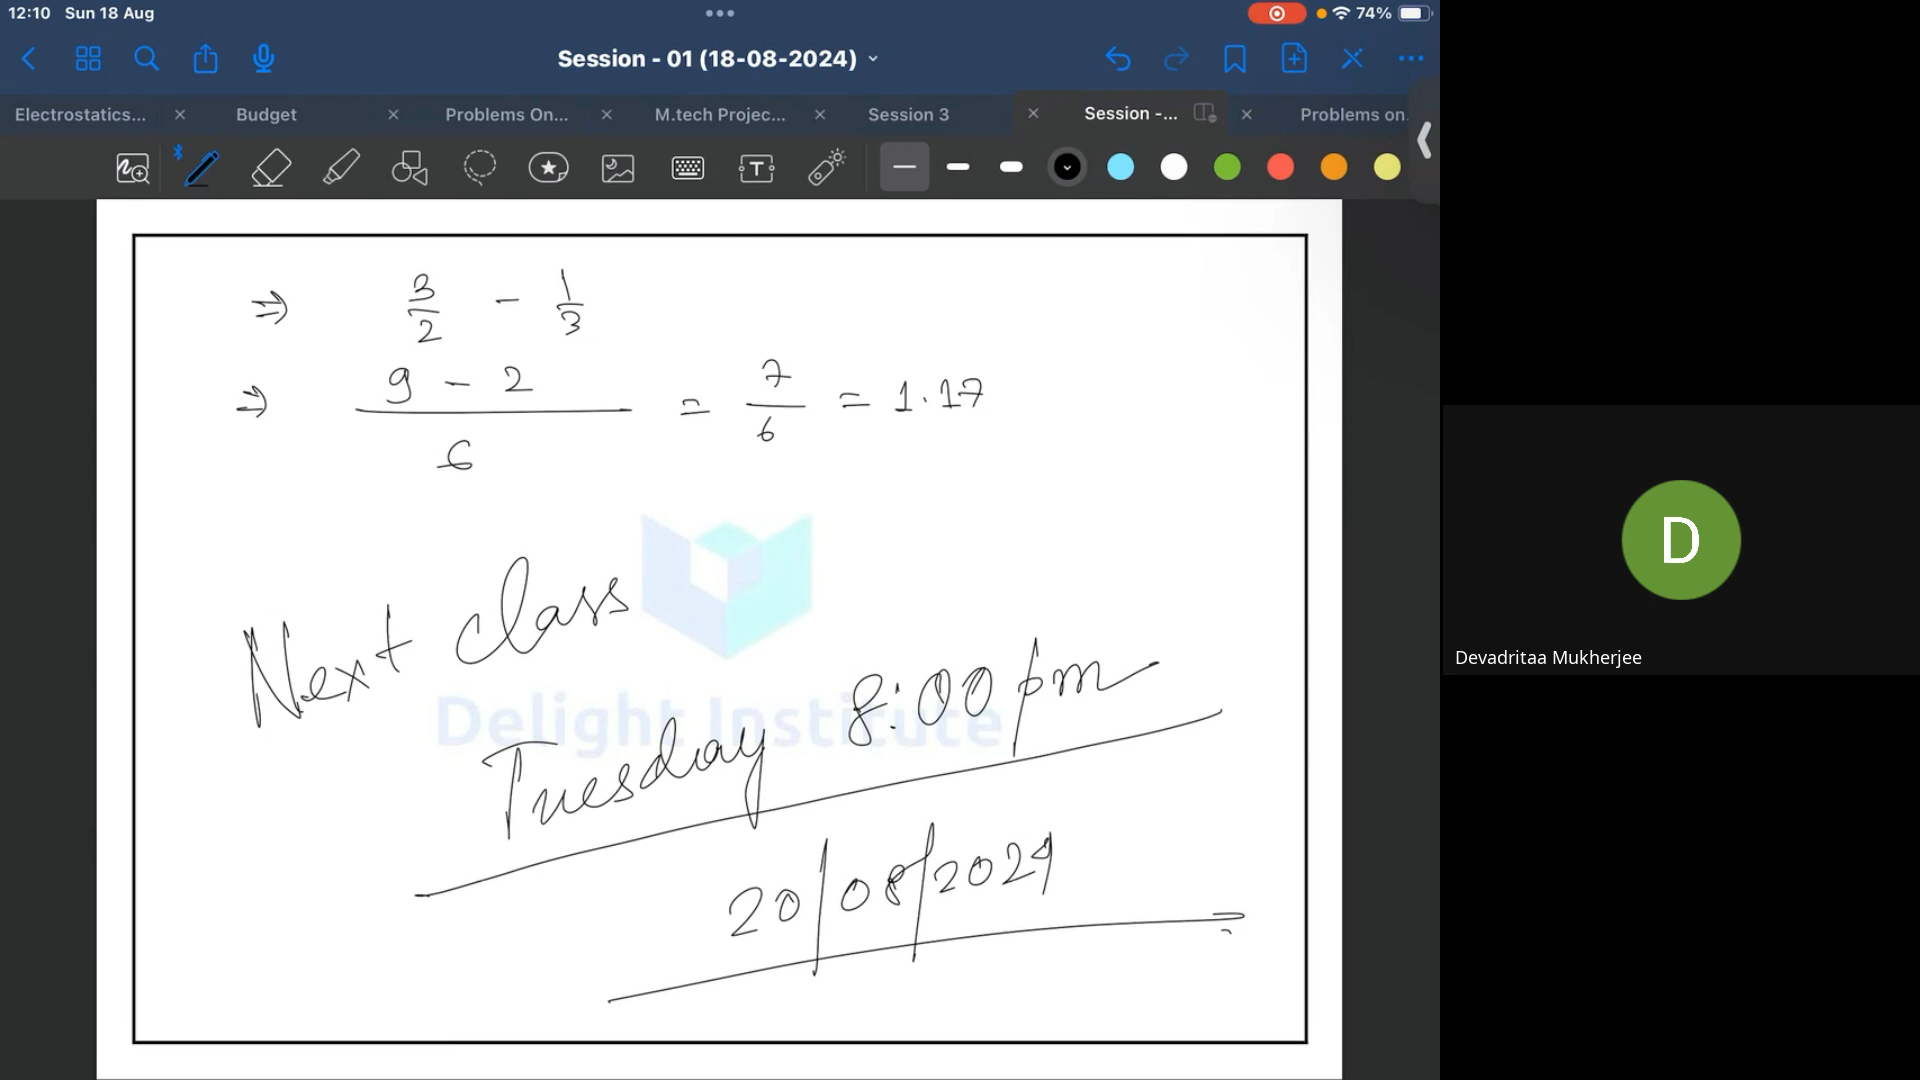 12:10 Sun 18 Aug
74%
Session - 01 (18-08-2024)
Electrostatics... Budget Problems On... M.tech Projec... Session 3 Session -... Problems on.
T
⇒ 3/2 - 1/3
⇒ 9 - 2 / 6 = 7/6 = 1.17
Next class
Delight Institute
Tuesday 8:00 pm
20/08/2024
D
Devadritaa Mukherjee